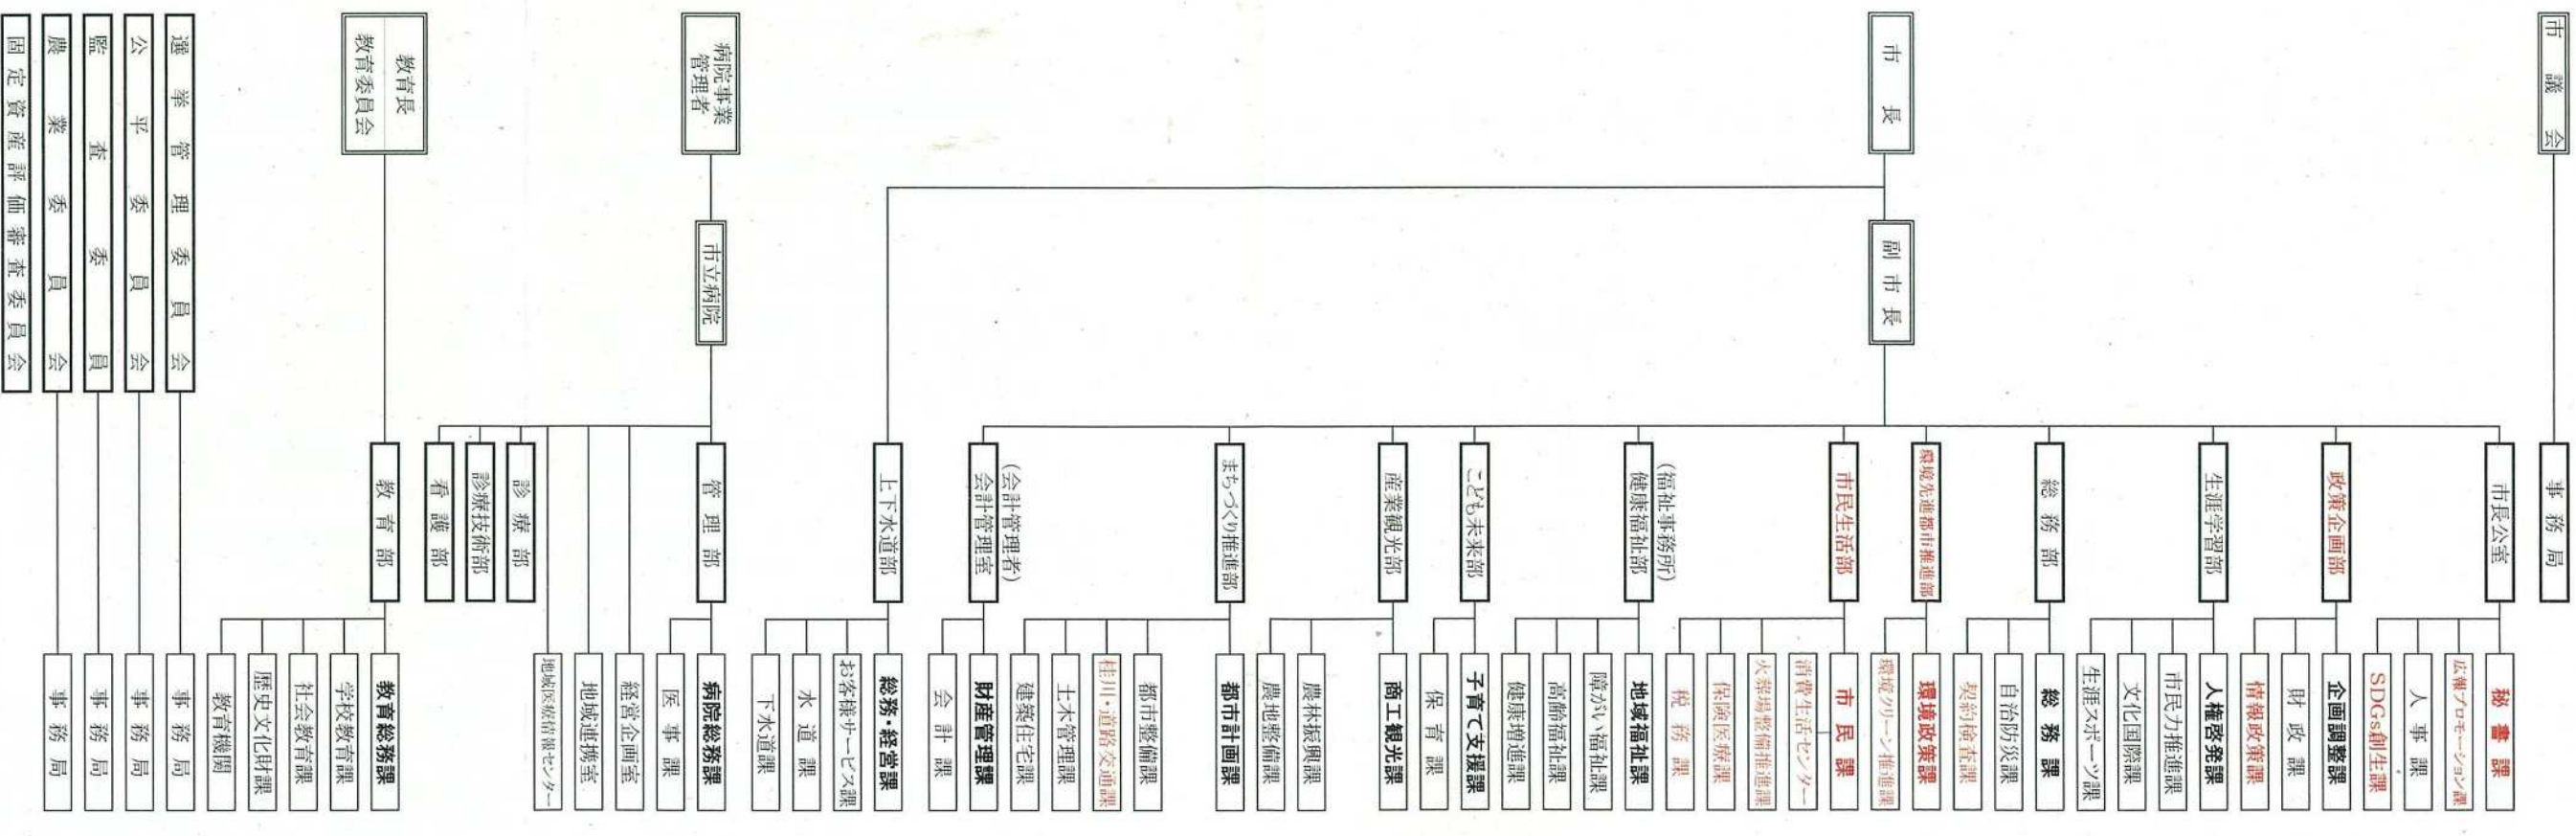 市議会
事務局
市長
副市長
市長公室
秘書課
広報プロモーション課
人事課
SDGs創生課
政策企画部
企画調整課
財政課
情報政策課
生涯学習部
人権啓発課
市民力推進課
文化国際課
生涯スポーツ課
総務部
総務課
自治防災課
契約検査課
環境先進都市推進部
環境政策課
環境クリーン推進課
市民生活部
市民課
消費生活センター
火葬場整備推進課
保険医療課
税務課
(福祉事務所)
健康福祉部
地域福祉課
障がい福祉課
高齢福祉課
健康増進課
こども未来部
子育て支援課
保育課
産業観光部
商工観光課
農林振興課
農地整備課
まちづくり推進部
都市計画課
都市整備課
桂川・道路交通課
土木管理課
建築住宅課
(会計管理者)
会計管理室
財産管理課
会計課
上下水道部
総務・経営課
お客様サービス課
水道課
下水道課
病院事業
管理者
市立病院
管理部
病院総務課
医事課
経営企画室
地域連携室
地域医療情報センター
診療部
診療技術部
看護部
教育長
教育委員会
教育部
教育総務課
学校教育課
社会教育課
歴史文化財課
教育機関
選挙管理委員会
事務局
公平委員会
事務局
監査委員
事務局
農業委員会
事務局
固定資産評価審査委員会